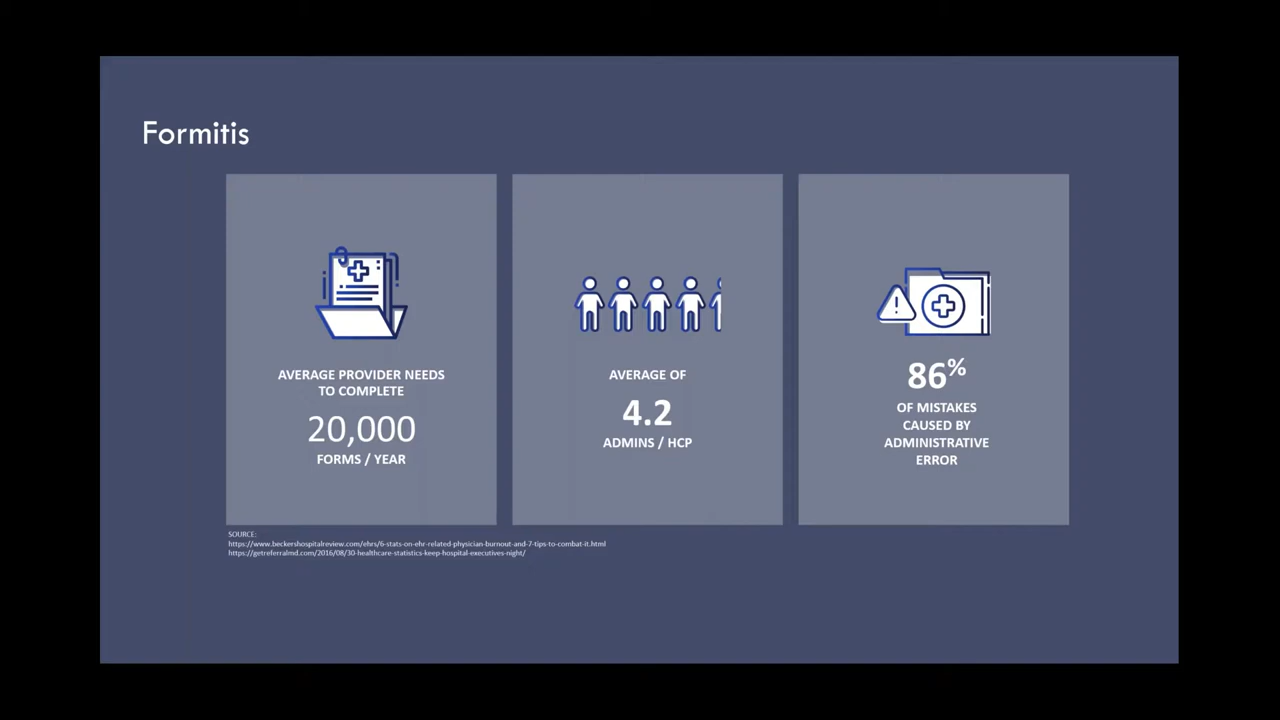 Formitis
AVERAGE PROVIDER NEEDS
TO COMPLETE
20,000
FORMS / YEAR
AVERAGE OF
4.2
ADMINS / HCP
86%
OF MISTAKES
CAUSED BY
ADMINISTRATIVE
ERROR
SOURCE:
https://www.beckershospitalreview.com/ehrs/6-stats-on-ehr-related-physician-burnout-and-7-tips-to-combat-it.html
https://getreferralmd.com/2016/08/30-healthcare-statistics-keep-hospital-executives-night/